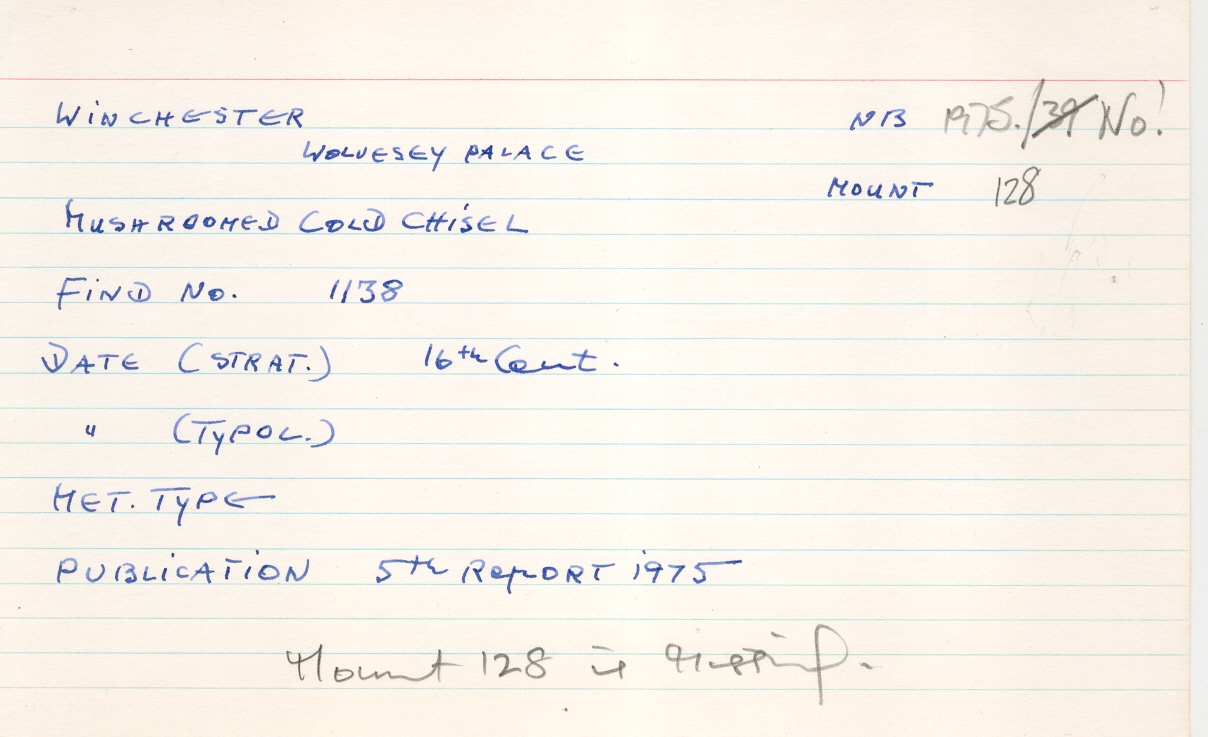 WINCHESTER NB 1975./39 No!
WOLVESEY PALACE
MOUNT 128
MUSHROOMED COLD CHISEL
FIND No. 1138
DATE (STRAT.) 16th Cent.
" (TYPOL.)
MET. TYPE
PUBLICATION 5th REPORT 1975
Mount 128 is Missing.